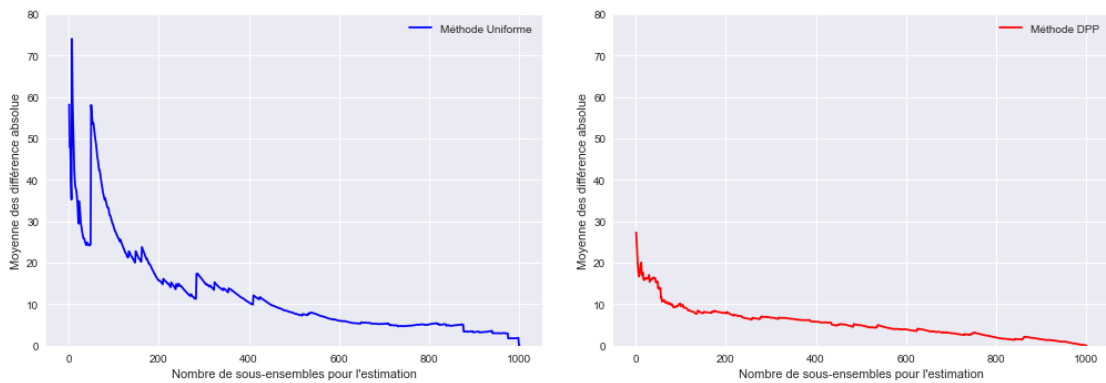 Méthode Uniforme
Moyenne des différence absolue
80
70
60
50
40
30
20
10
0
0 200 400 600 800 1000
Nombre de sous-ensembles pour l'estimation
Méthode DPP
Moyenne des différence absolue
80
70
60
50
40
30
20
10
0
0 200 400 600 800 1000
Nombre de sous-ensembles pour l'estimation